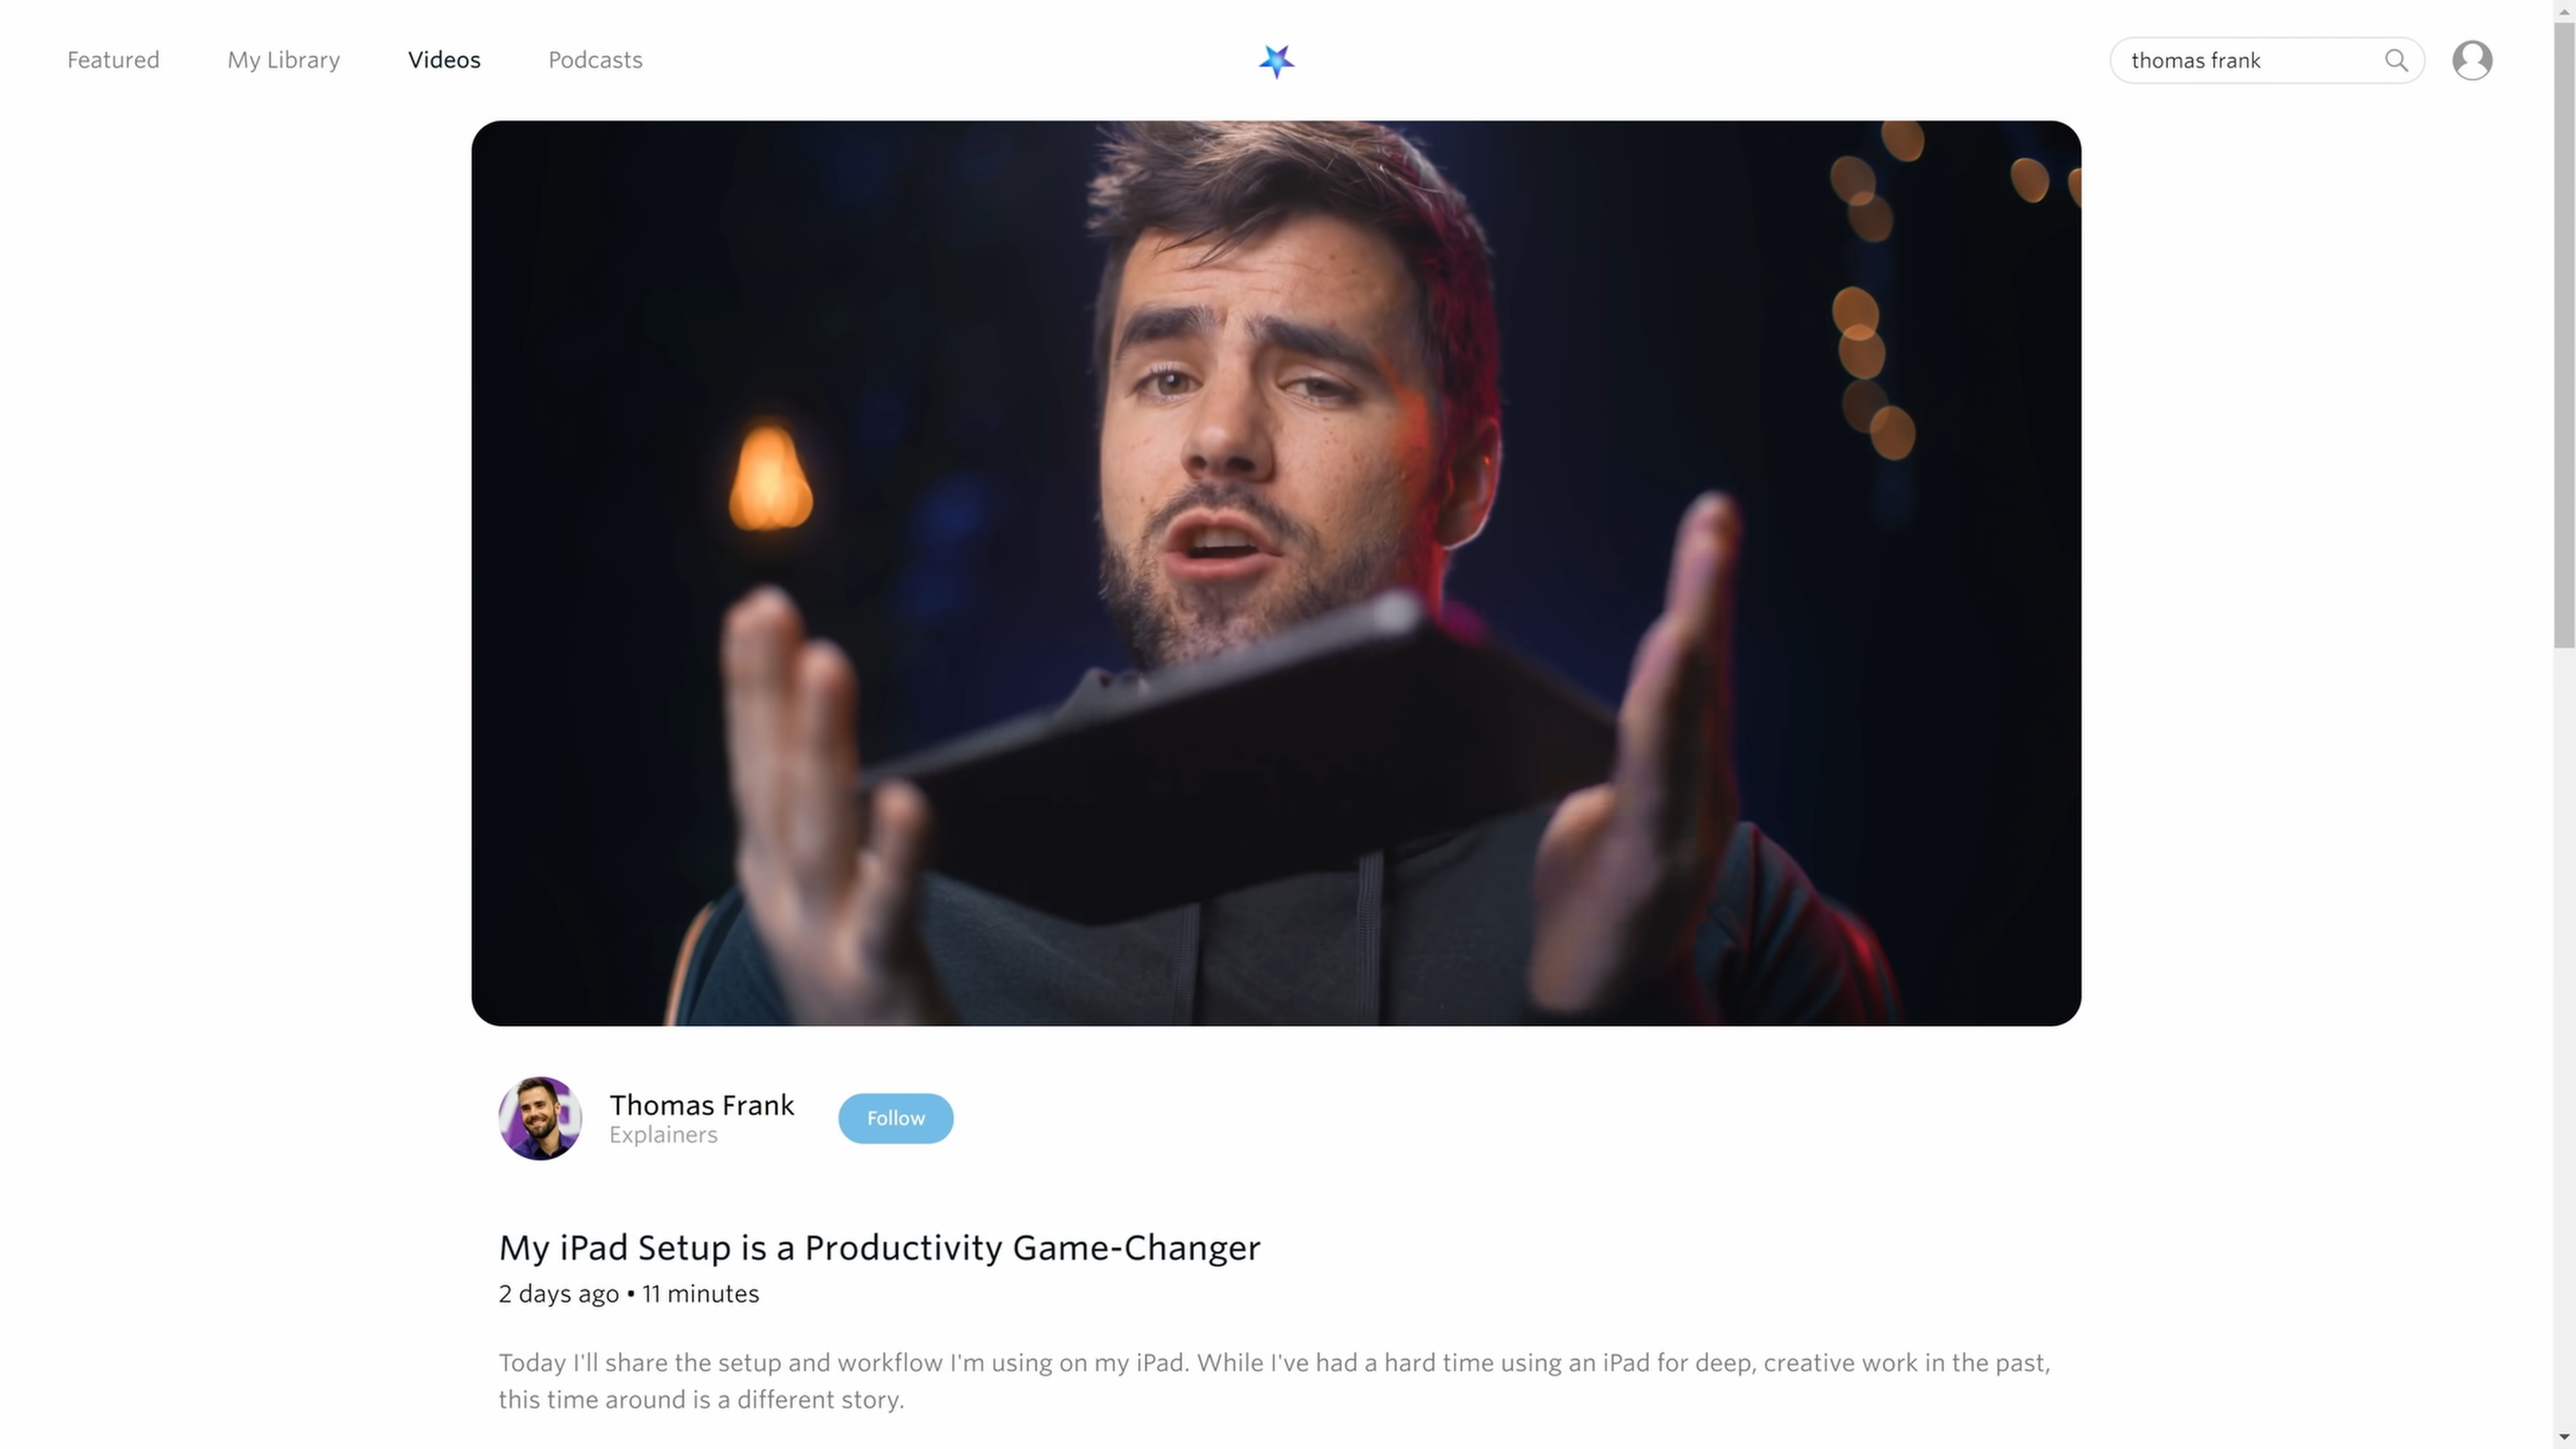 Featured
My Library
Videos
Podcasts
thomas frank
Thomas Frank
Explainers
Follow
My iPad Setup is a Productivity Game-Changer
2 days ago • 11 minutes
Today I'll share the setup and workflow I'm using on my iPad. While I've had a hard time using an iPad for deep, creative work in the past,
this time around is a different story.